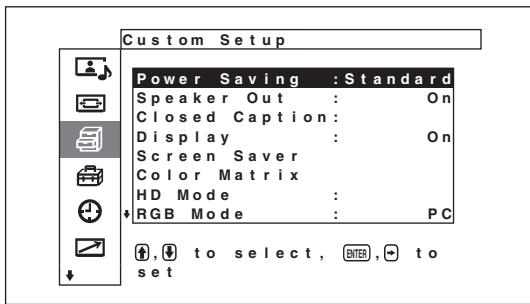 Custom Setup
Power Saving :Standard
Speaker Out : On
Closed Caption:
Display : On
Screen Saver
Color Matrix
HD Mode :
RGB Mode : PC
, to select, ENTER, to
set